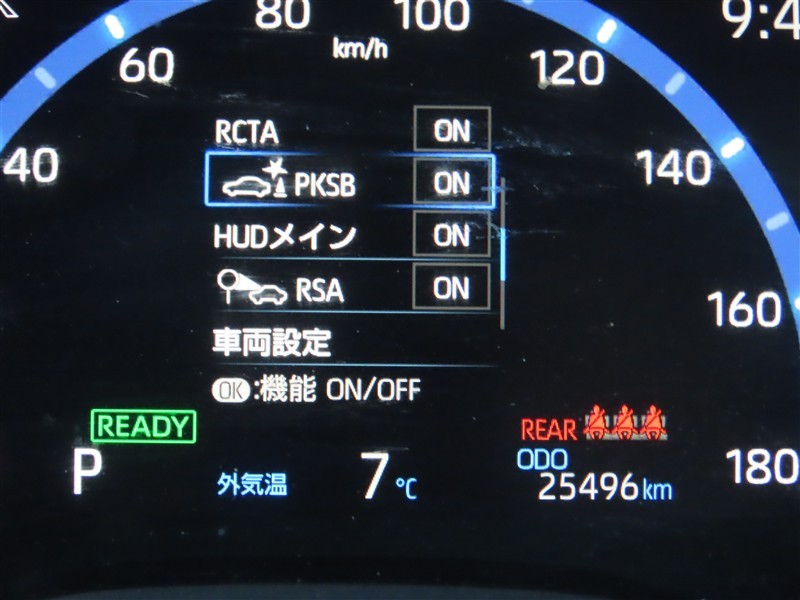 80 100
9:4
km/h
60 120
40 140
RCTA ON
PKSB ON
HUDメイン ON
RSA ON
160
車両設定
OK:機能 ON/OFF
READY
REAR
P
外気温 7℃
ODO
25496km
180